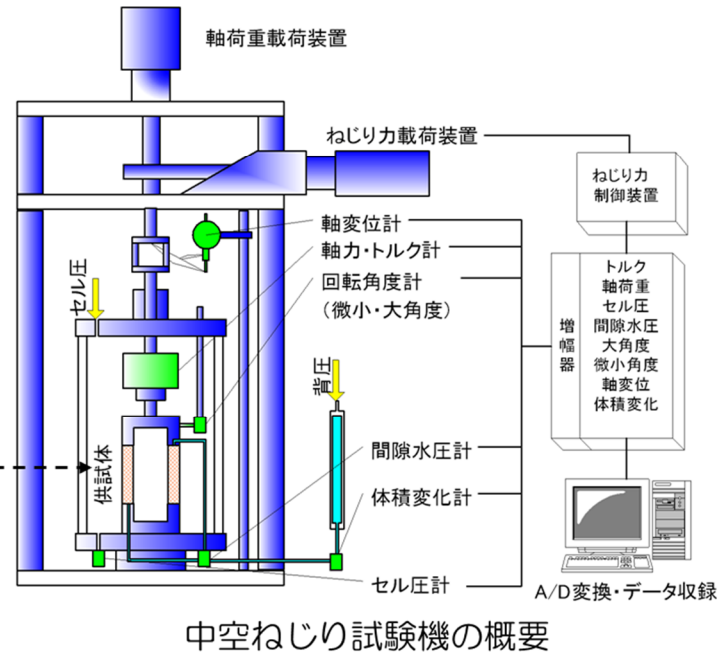 軸荷重載荷装置
ねじり力載荷装置
ねじり力
制御装置
軸変位計
軸力・トルク計
回転角度計
（微小・大角度）
セル圧
背圧
供試体
間隙水圧計
体積変化計
セル圧計
増幅器
トルク
軸荷重
セル圧
間隙水圧
大角度
微小角度
軸変位
体積変化
A/D変換・データ収録
中空ねじり試験機の概要